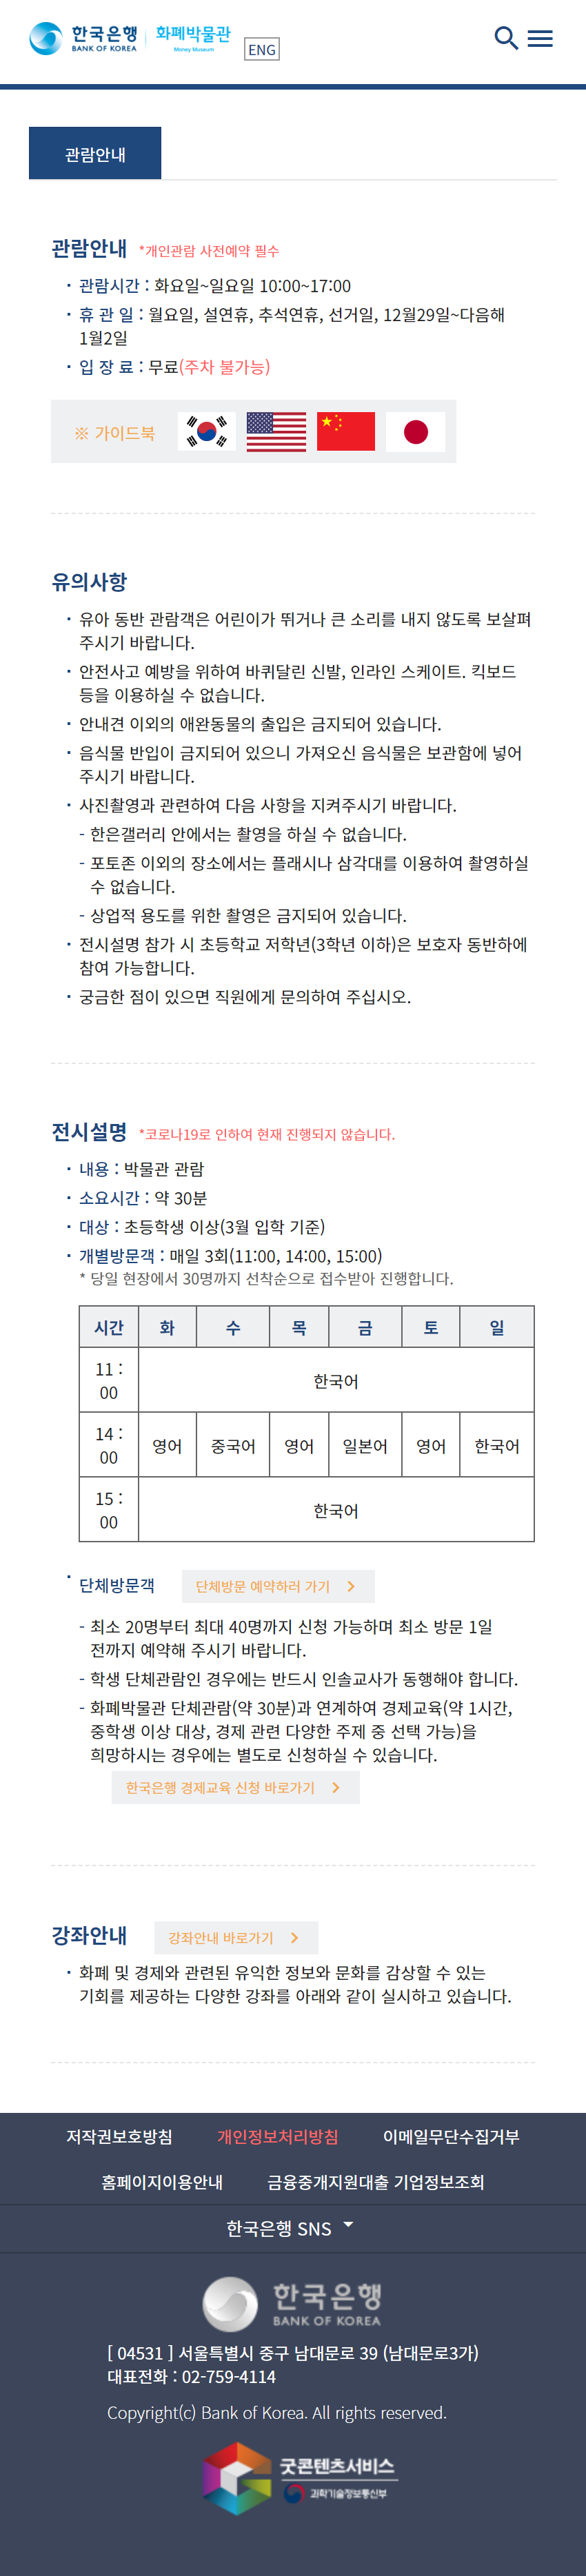 한국은행
BANK OF KOREA
화폐박물관
Money Museum
ENG
관람안내
관람안내 *개인관람 사전예약 필수
· 관람시간 : 화요일~일요일 10:00~17:00
· 휴 관 일 : 월요일, 설연휴, 추석연휴, 선거일, 12월29일~다음해
1월2일
· 입 장 료 : 무료(주차 불가능)
※ 가이드북
유의사항
· 유아 동반 관람객은 어린이가 뛰거나 큰 소리를 내지 않도록 보살펴
주시기 바랍니다.
· 안전사고 예방을 위하여 바퀴달린 신발, 인라인 스케이트. 킥보드
등을 이용하실 수 없습니다.
· 안내견 이외의 애완동물의 출입은 금지되어 있습니다.
· 음식물 반입이 금지되어 있으니 가져오신 음식물은 보관함에 넣어
주시기 바랍니다.
· 사진촬영과 관련하여 다음 사항을 지켜주시기 바랍니다.
- 한은갤러리 안에서는 촬영을 하실 수 없습니다.
- 포토존 이외의 장소에서는 플래시나 삼각대를 이용하여 촬영하실
수 없습니다.
- 상업적 용도를 위한 촬영은 금지되어 있습니다.
· 전시설명 참가 시 초등학교 저학년(3학년 이하)은 보호자 동반하에
참여 가능합니다.
· 궁금한 점이 있으면 직원에게 문의하여 주십시오.
전시설명 *코로나19로 인하여 현재 진행되지 않습니다.
· 내용 : 박물관 관람
· 소요시간 : 약 30분
· 대상 : 초등학생 이상(3월 입학 기준)
· 개별방문객 : 매일 3회(11:00, 14:00, 15:00)
* 당일 현장에서 30명까지 선착순으로 접수받아 진행합니다.
시간 화 수 목 금 토 일
11 :
00
한국어
14 :
00
영어 중국어 영어 일본어 영어 한국어
15 :
00
한국어
· 단체방문객 단체방문 예약하러 가기
- 최소 20명부터 최대 40명까지 신청 가능하며 최소 방문 1일
전까지 예약해 주시기 바랍니다.
- 학생 단체관람인 경우에는 반드시 인솔교사가 동행해야 합니다.
- 화폐박물관 단체관람(약 30분)과 연계하여 경제교육(약 1시간,
중학생 이상 대상, 경제 관련 다양한 주제 중 선택 가능)을
희망하시는 경우에는 별도로 신청하실 수 있습니다.
한국은행 경제교육 신청 바로가기
강좌안내 강좌안내 바로가기
· 화폐 및 경제와 관련된 유익한 정보와 문화를 감상할 수 있는
기회를 제공하는 다양한 강좌를 아래와 같이 실시하고 있습니다.
저작권보호방침 개인정보처리방침 이메일무단수집거부
홈페이지이용안내 금융중개지원대출 기업정보조회
한국은행 SNS
한국은행
BANK OF KOREA
[ 04531 ] 서울특별시 중구 남대문로 39 (남대문로3가)
대표전화 : 02-759-4114
Copyright(c) Bank of Korea. All rights reserved.
굿콘텐츠서비스
과학기술정보통신부